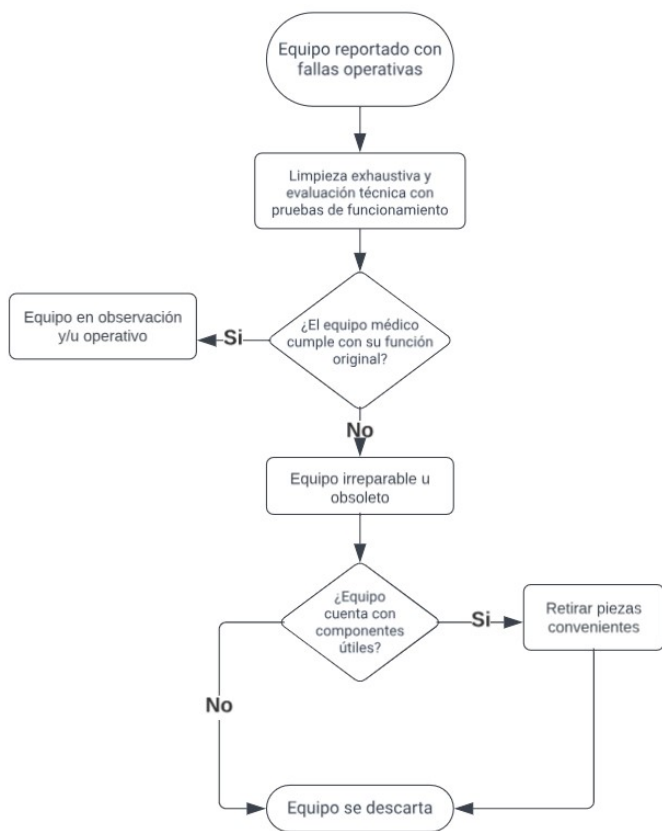 Equipo reportado con
fallas operativas
Limpieza exhaustiva y
evaluación técnica con
pruebas de funcionamiento
¿El equipo médico
cumple con su función
original?
Si
Equipo en observación
y/u operativo
No
Equipo irreparable u
obsoleto
¿Equipo
cuenta con
componentes
útiles?
Si
Retirar piezas
convenientes
No
Equipo se descarta